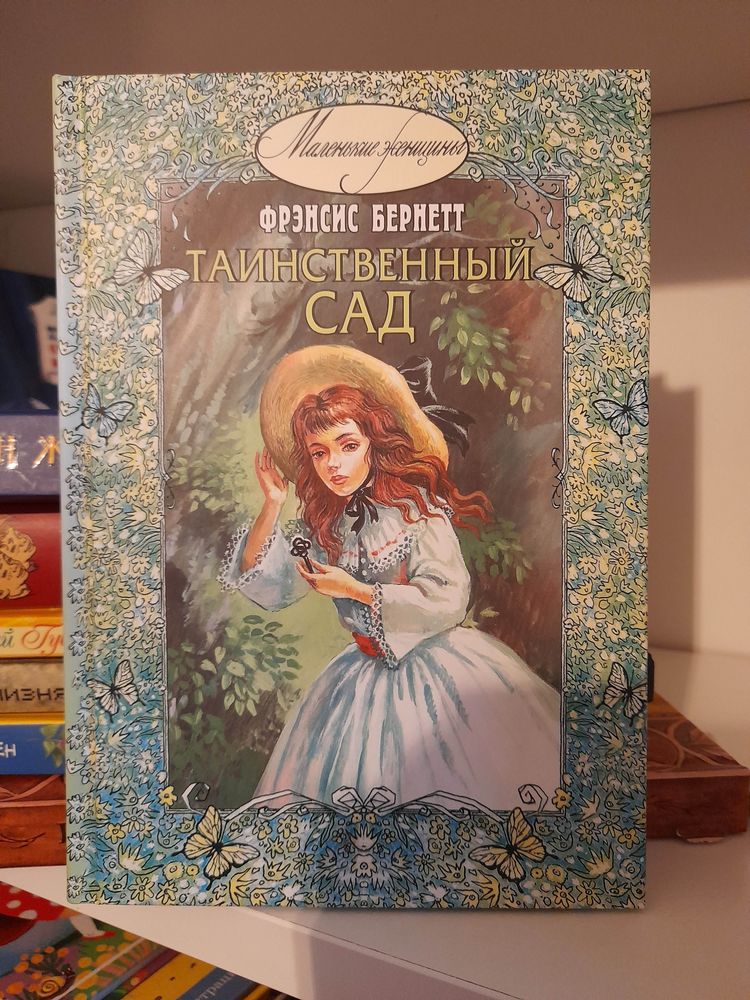 Маленькие женщины
ФРЭНСИС БЕРНЕТТ
ТАИНСТВЕННЫЙ
САД